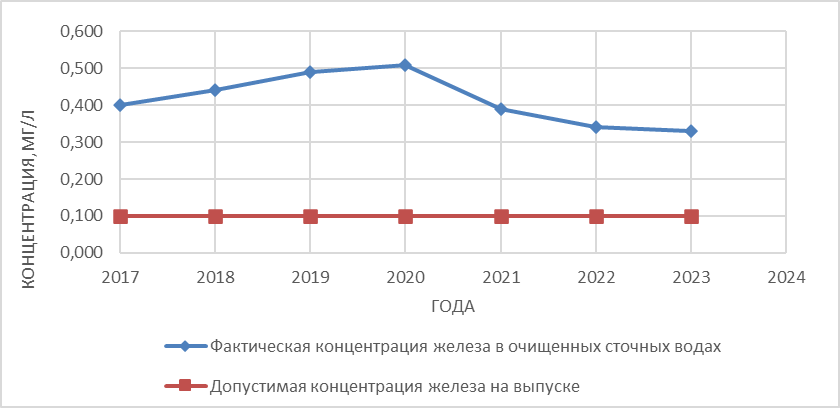 0,600
0,500
0,400
0,300
0,200
0,100
0,000
КОНЦЕНТРАЦИЯ,МГ/Л
2017 2018 2019 2020 2021 2022 2023 2024
ГОДА
Фактическая концентрация железа в очищенных сточных водах
Допустимая концентрация железа на выпуске